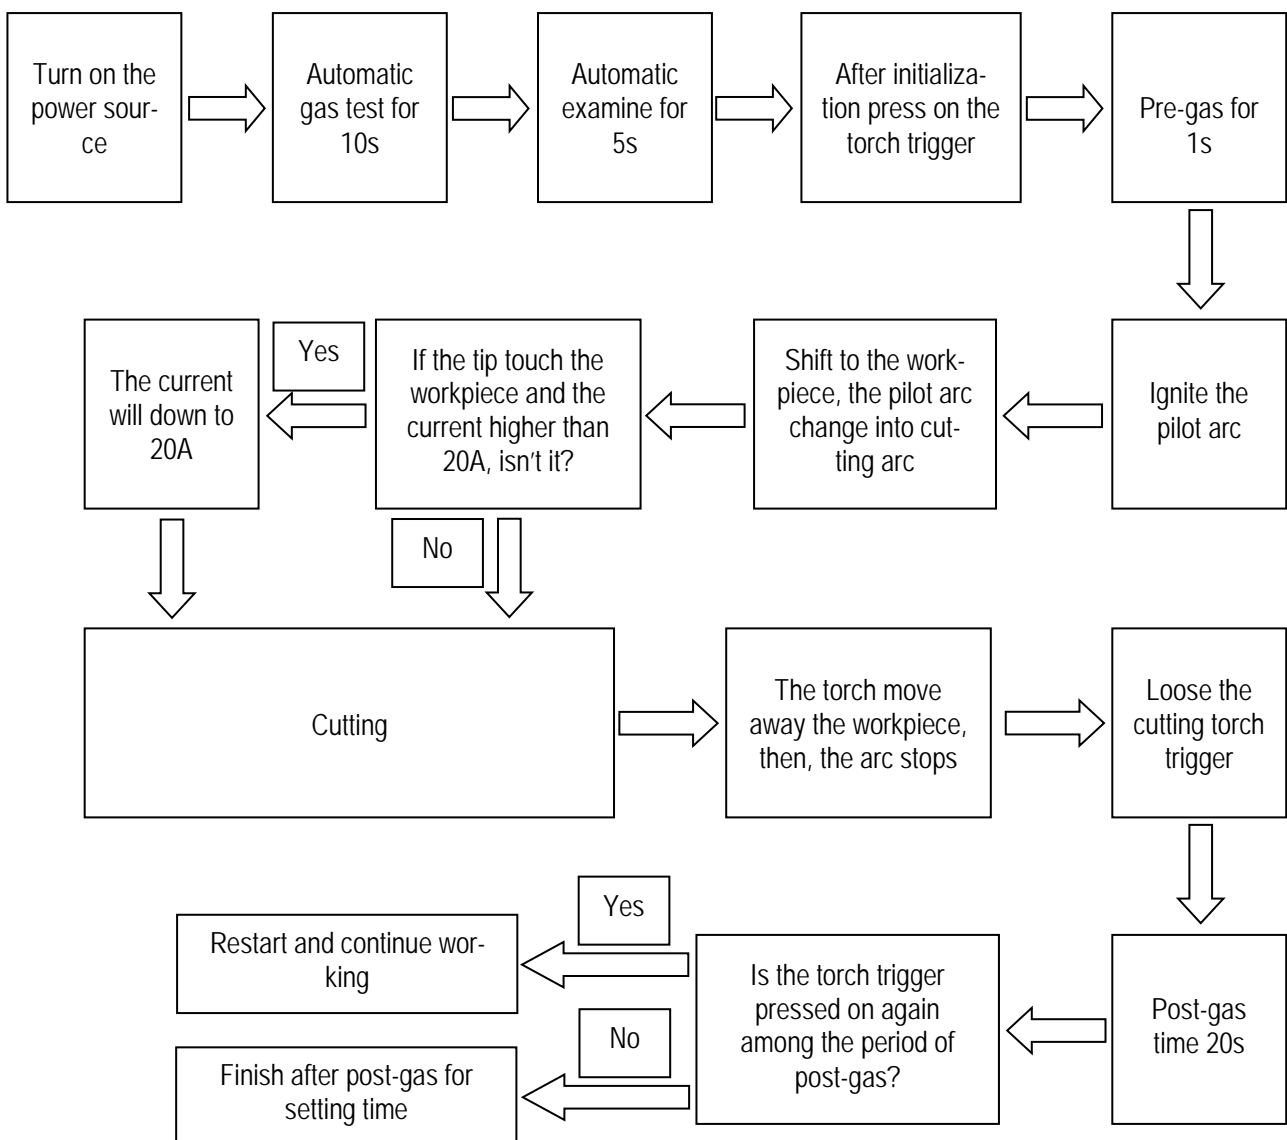 Turn on the
power sour-
ce
Automatic
gas test for
10s
Automatic
examine for
5s
After initializa-
tion press on the
torch trigger
Pre-gas for
1s
Ignite the
pilot arc
Shift to the work-
piece, the pilot arc
change into cut-
ting arc
If the tip touch the
workpiece and the
current higher than
20A, isn't it?
Yes
The current
will down to
20A
No
Cutting
The torch move
away the workpiece,
then, the arc stops
Loose the
cutting torch
trigger
Post-gas
time 20s
Is the torch trigger
pressed on again
among the period of
post-gas?
Yes
Restart and continue wor-
king
No
Finish after post-gas for
setting time